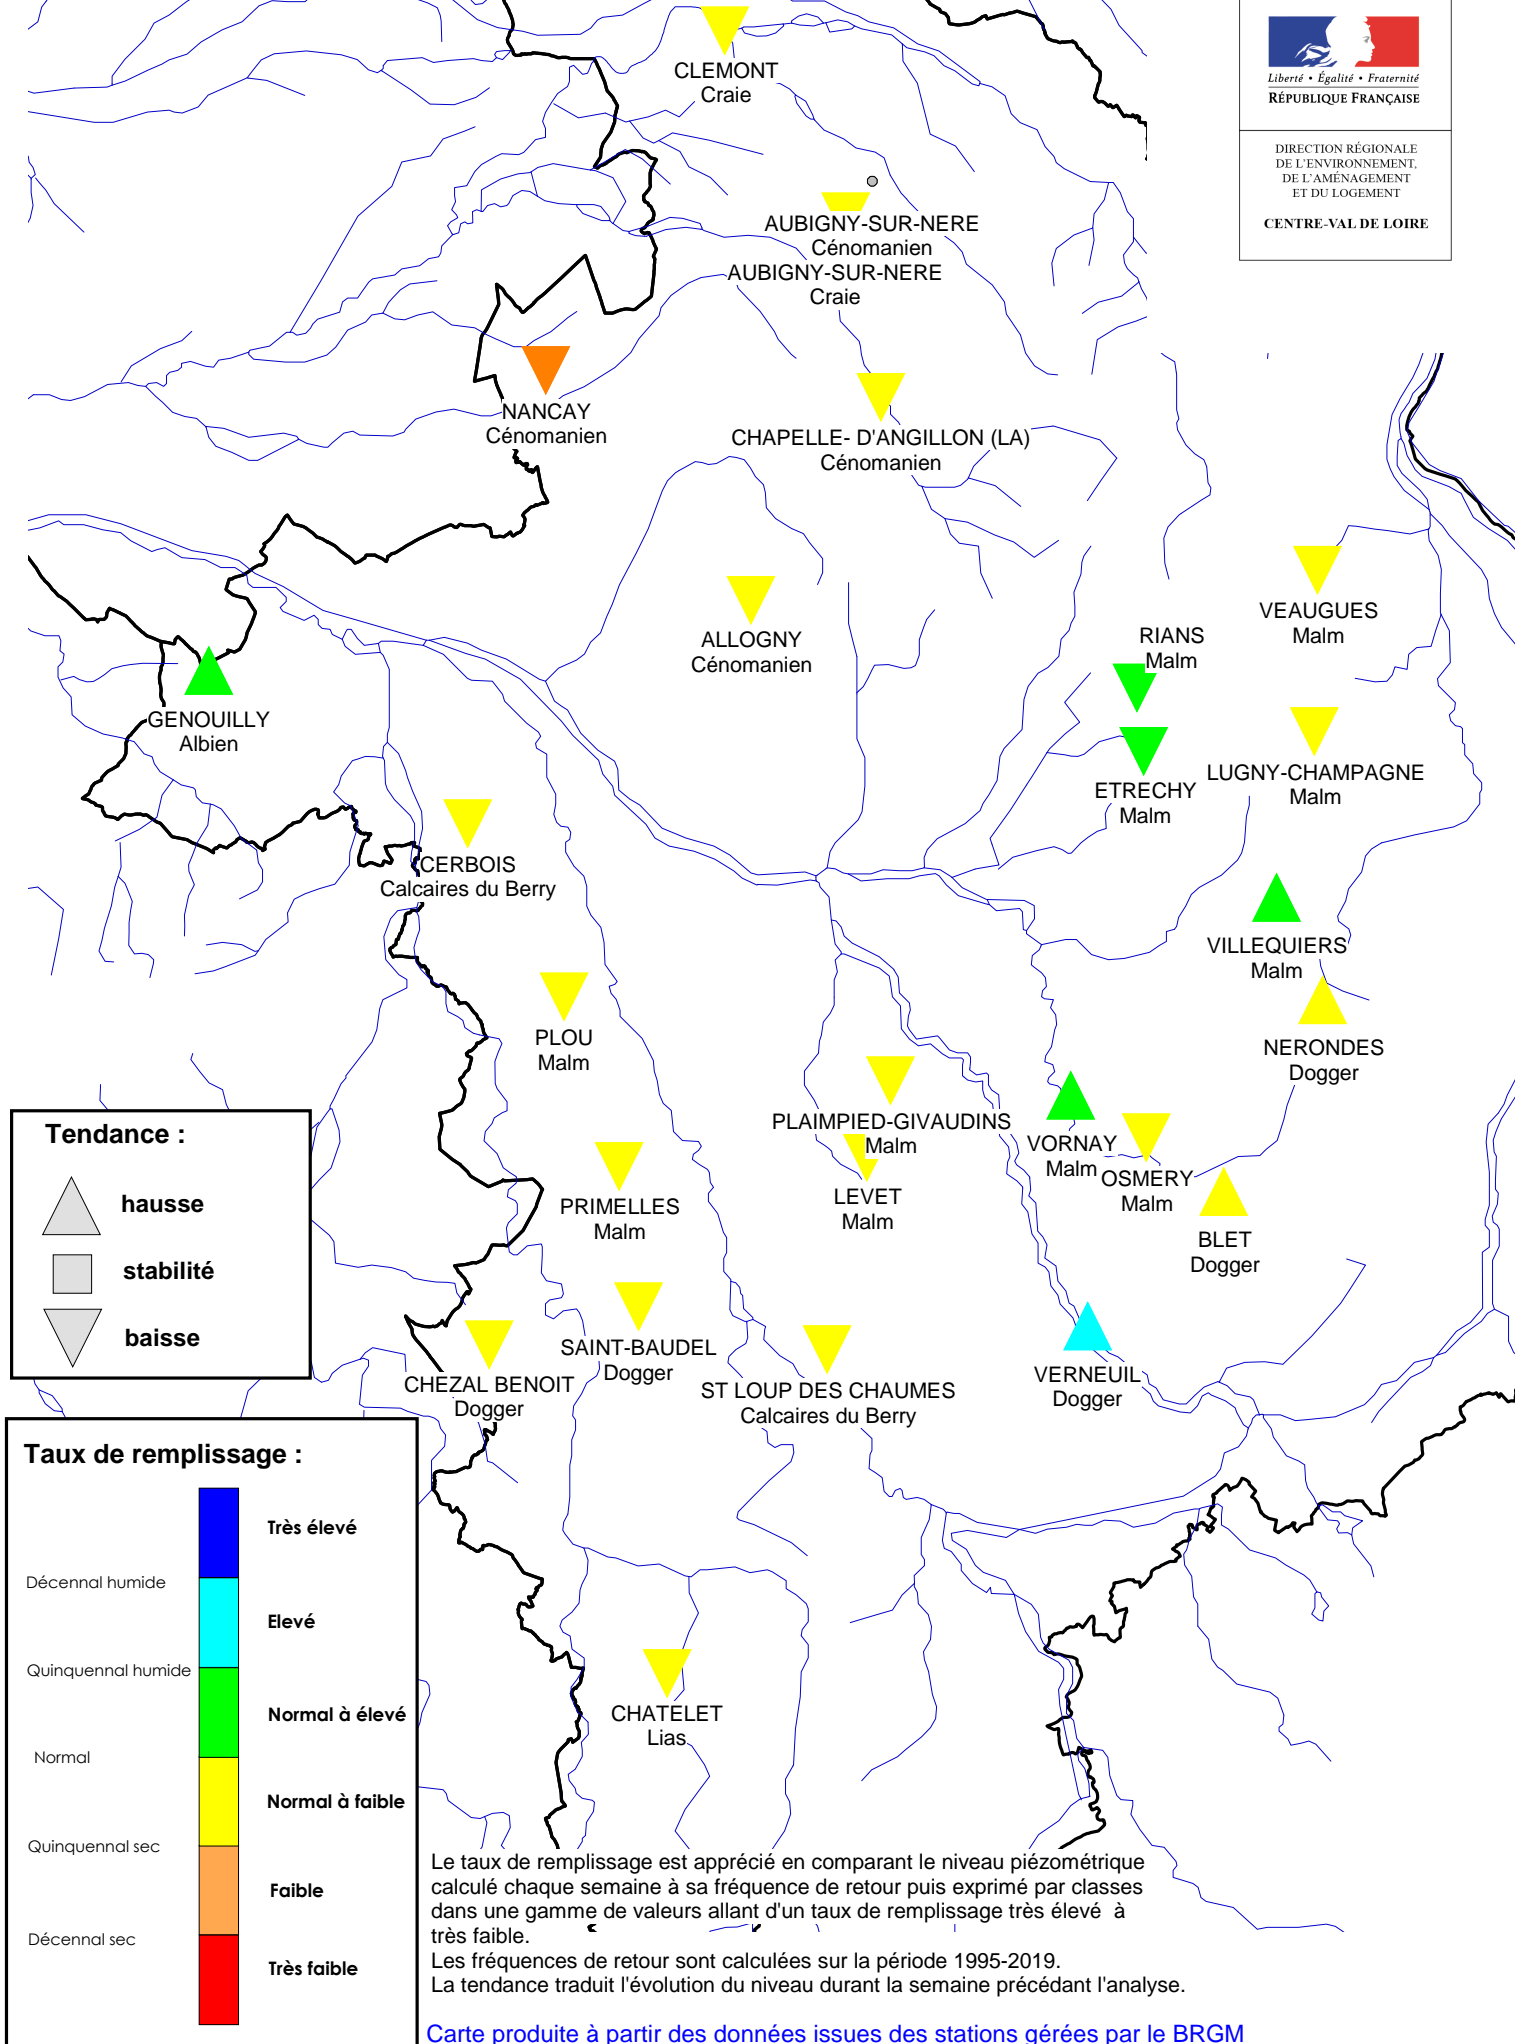 Liberté • Égalité • Fraternité
RÉPUBLIQUE FRANÇAISE
DIRECTION RÉGIONALE
DE L'ENVIRONNEMENT,
DE L'AMÉNAGEMENT
ET DU LOGEMENT
CENTRE-VAL DE LOIRE
CLEMONT
Craie
AUBIGNY-SUR-NERE
Cénomanien
AUBIGNY-SUR-NERE
Craie
NANCAY
Cénomanien
CHAPELLE- D'ANGILLON (LA)
Cénomanien
VEAUGUES
Malm
RIANS
Malm
ALLOGNY
Cénomanien
GENOUILLY
Albien
LUGNY-CHAMPAGNE
Malm
ETRECHY
Malm
CERBOIS
Calcaires du Berry
VILLEQUIERS
Malm
PLOU
Malm
NERONDES
Dogger
PLAIMPIED-GIVAUDINS
Malm
VORNAY
Malm
OSMERY
Malm
PRIMELLES
Malm
LEVET
Malm
BLET
Dogger
SAINT-BAUDEL
Dogger
CHEZAL BENOIT
Dogger
ST LOUP DES CHAUMES
Calcaires du Berry
VERNEUIL
Dogger
CHATELET
Lias
Tendance :
hausse
stabilité
baisse
Taux de remplissage :
Très élevé
Décennal humide
Elevé
Quinquennal humide
Normal à élevé
Normal
Normal à faible
Quinquennal sec
Faible
Décennal sec
Très faible
Le taux de remplissage est apprécié en comparant le niveau piézométrique
calculé chaque semaine à sa fréquence de retour puis exprimé par classes
dans une gamme de valeurs allant d'un taux de remplissage très élevé à
très faible.
Les fréquences de retour sont calculées sur la période 1995-2019.
La tendance traduit l'évolution du niveau durant la semaine précédant l'analyse.
Carte produite à partir des données issues des stations gérées par le BRGM